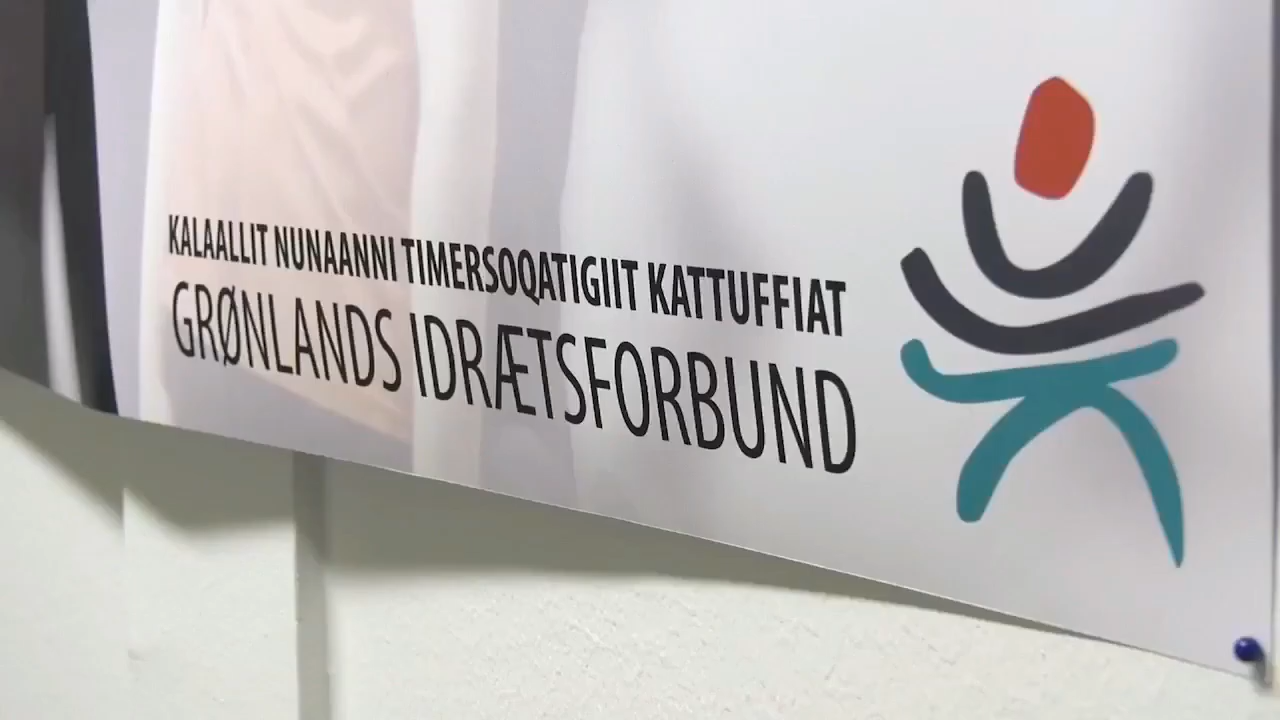 KALAALLIT NUNAANNI TIMERSOQATIGIIT KATTUFFIAT
GRØNLANDS IDRÆTSFORBUND